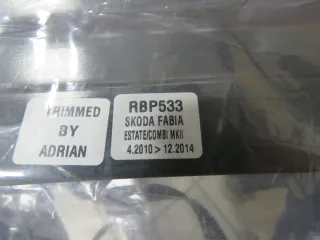 TRIMMED
BY
ADRIAN
RBP533
SKODA FABIA
ESTATE/COMBI MKII
4.2010 > 12.2014